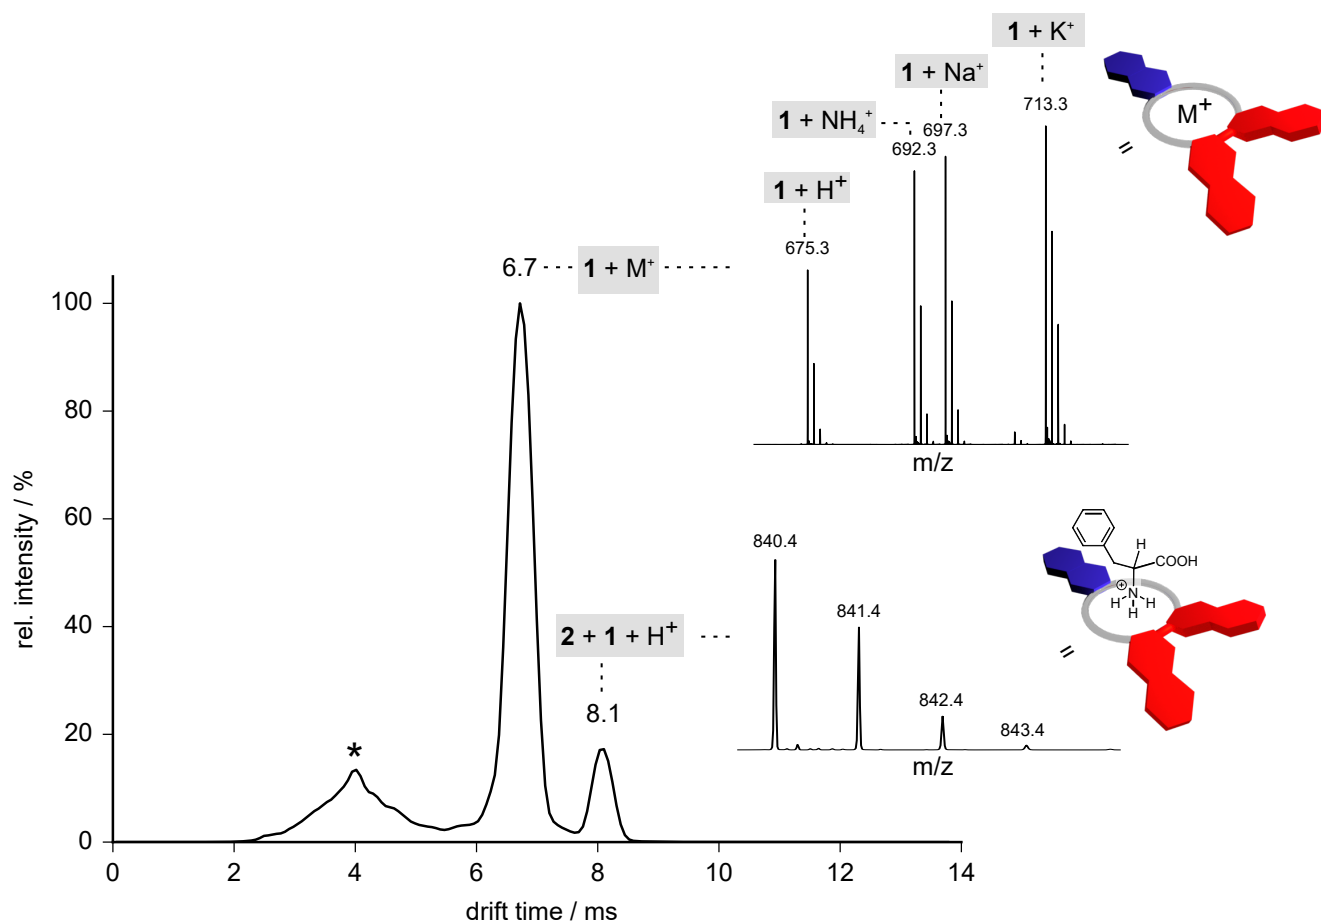 1 + K⁺
1 + Na⁺
713.3
M⁺
1 + NH₄⁺
697.3
692.3
=
1 + H⁺
675.3
6.7
1 + M⁺
100
m/z
80
COOH
H
840.4
⊕
N
H
H
H
60
841.4
rel. intensity / %
40
2 + 1 + H⁺
=
8.1
842.4
843.4
20
*
m/z
0
0
2
4
6
8
10
12
14
drift time / ms